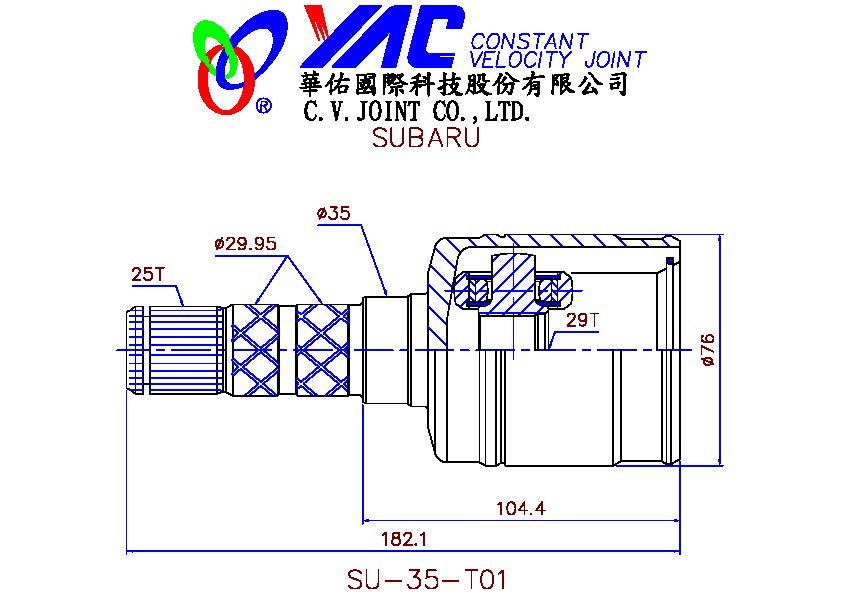 YAC CONSTANT
VELOCITY JOINT
®
華佑國際科技股份有限公司
C.V.JOINT CO.,LTD.
SUBARU
ø35
ø29.95
25T
29T
ø76
104.4
182.1
SU-35-T01